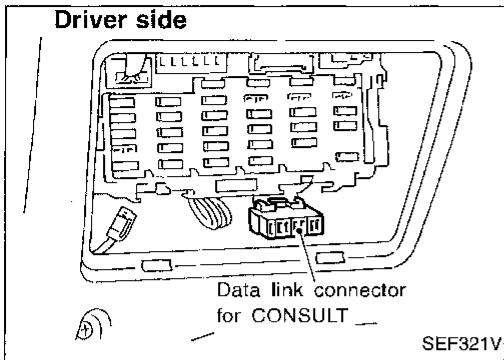 Driver side
Data link connector
for CONSULT
SEF321V